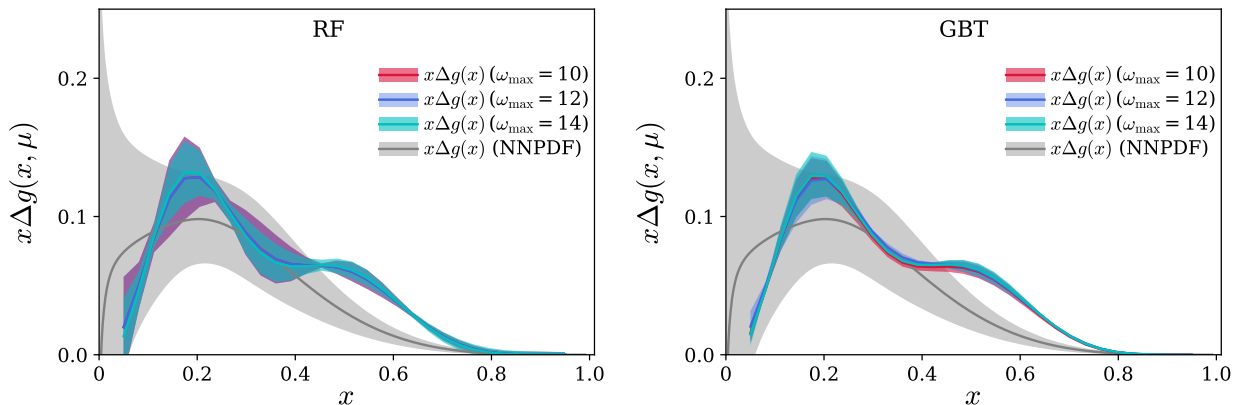 RF
xΔg(x) (ω_max = 10)
xΔg(x) (ω_max = 12)
xΔg(x) (ω_max = 14)
xΔg(x) (NNPDF)
xΔg(x, μ)
0.2
0.1
0.0
0 0.2 0.4 0.6 0.8 1.0
x
GBT
xΔg(x) (ω_max = 10)
xΔg(x) (ω_max = 12)
xΔg(x) (ω_max = 14)
xΔg(x) (NNPDF)
xΔg(x, μ)
0.2
0.1
0.0
0 0.2 0.4 0.6 0.8 1.0
x